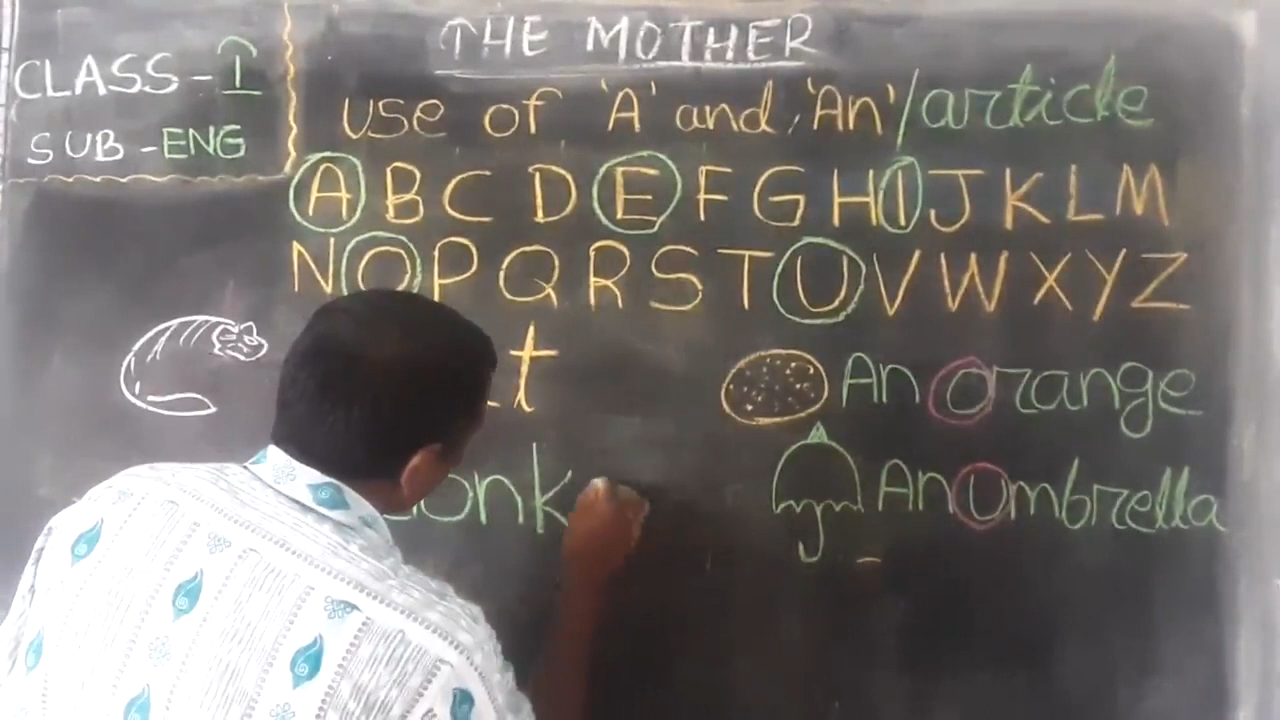 THE MOTHER
CLASS - I
SUB - ENG
use of 'A' and 'An' / article
A B C D E F G H I J K L M
N O P Q R S T U V W X Y Z
An orange
An Umbrella